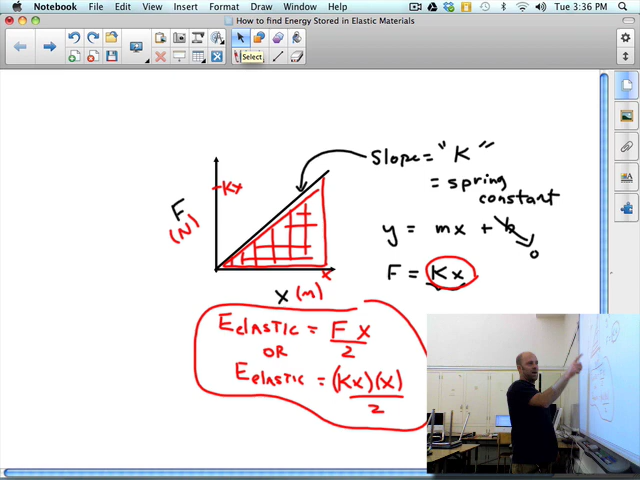 Notebook File Edit View Insert Format Draw Window Help Tue 3:36 PM
How to find Energy Stored in Elastic Materials
Select
Slope = "K"
= spring
constant
Kx
F
(N)
y = mx + b
0
F = Kx
x
X (m)
EELASTIC = Fx
2
OR
EELASTIC = (Kx)(x)
2